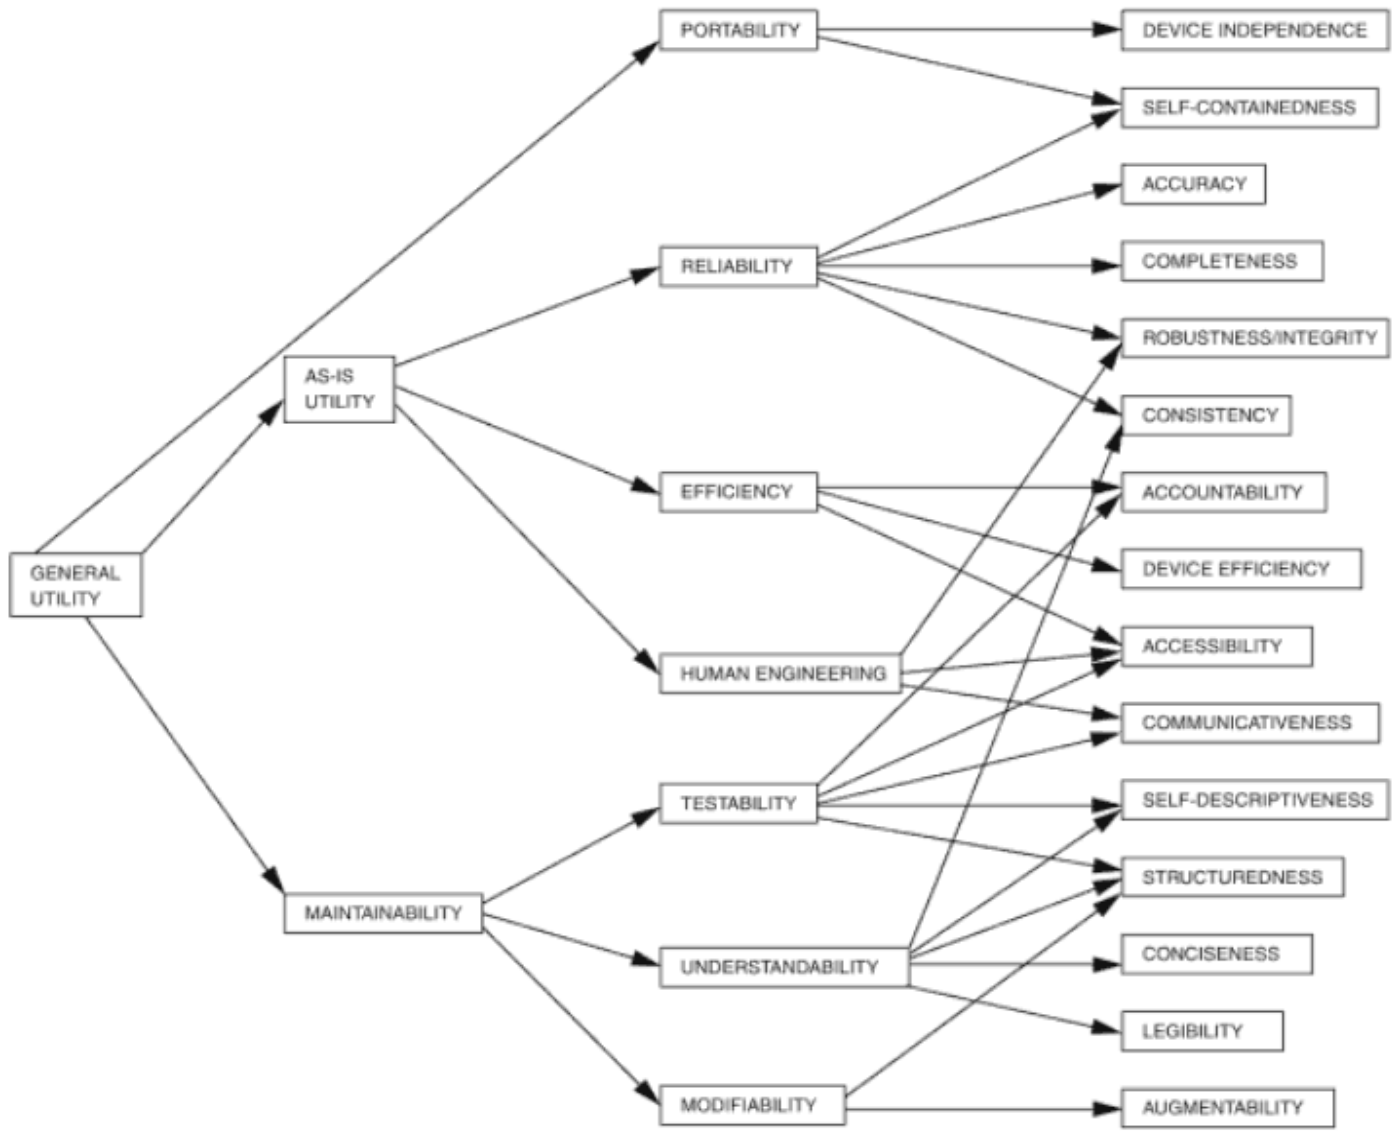 GENERAL
UTILITY
AS-IS
UTILITY
MAINTAINABILITY
PORTABILITY
RELIABILITY
EFFICIENCY
HUMAN ENGINEERING
TESTABILITY
UNDERSTANDABILITY
MODIFIABILITY
DEVICE INDEPENDENCE
SELF-CONTAINEDNESS
ACCURACY
COMPLETENESS
ROBUSTNESS/INTEGRITY
CONSISTENCY
ACCOUNTABILITY
DEVICE EFFICIENCY
ACCESSIBILITY
COMMUNICATIVENESS
SELF-DESCRIPTIVENESS
STRUCTUREDNESS
CONCISENESS
LEGIBILITY
AUGMENTABILITY